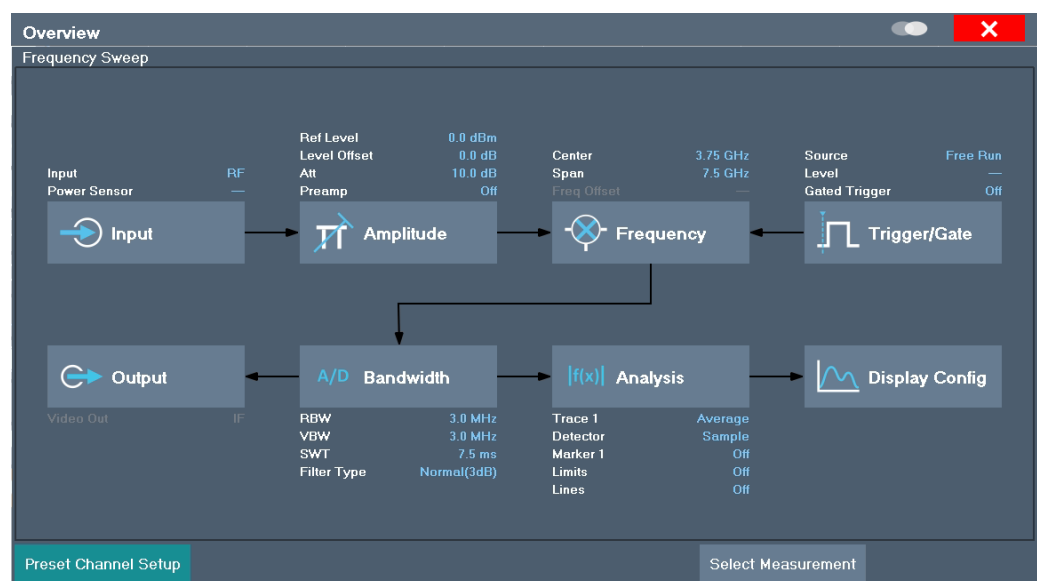 Overview
Frequency Sweep
Input RF
Power Sensor —
Input
Ref Level 0.0 dBm
Level Offset 0.0 dB
Att 10.0 dB
Preamp Off
Amplitude
Center 3.75 GHz
Span 7.5 GHz
Freq Offset —
Frequency
Source Free Run
Level —
Gated Trigger Off
Trigger/Gate
Output
Video Out IF
A/D Bandwidth
RBW 3.0 MHz
VBW 3.0 MHz
SWT 7.5 ms
Filter Type Normal(3dB)
|f(x)| Analysis
Trace 1 Average
Detector Sample
Marker 1 Off
Limits Off
Lines Off
Display Config
Preset Channel Setup
Select Measurement